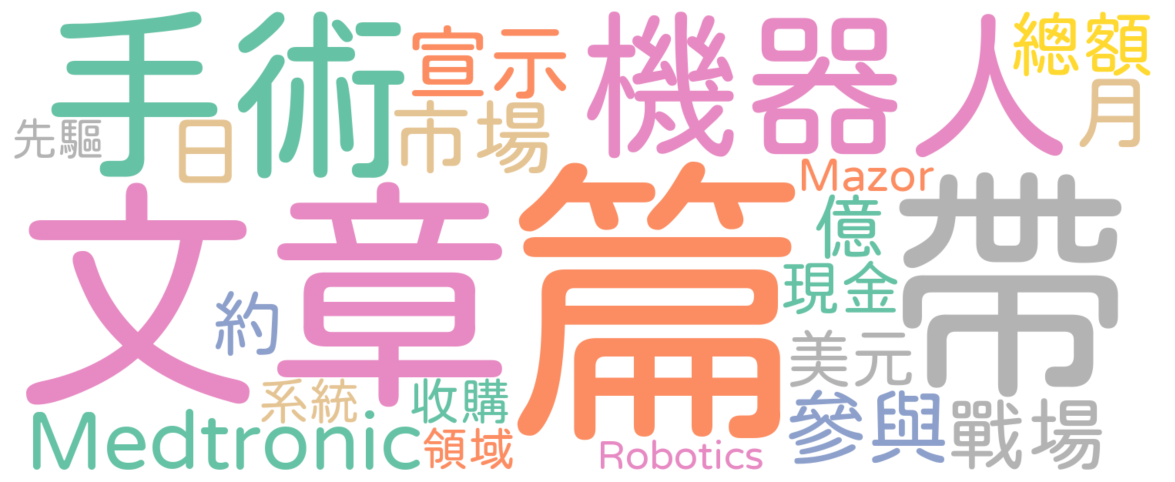 手術
宣示
機器人
總額
先驅
日
市場
月
文章
篇
Mazor
帶
億
約
現金
美元
系統
收購
參與
戰場
Medtronic
領域
Robotics